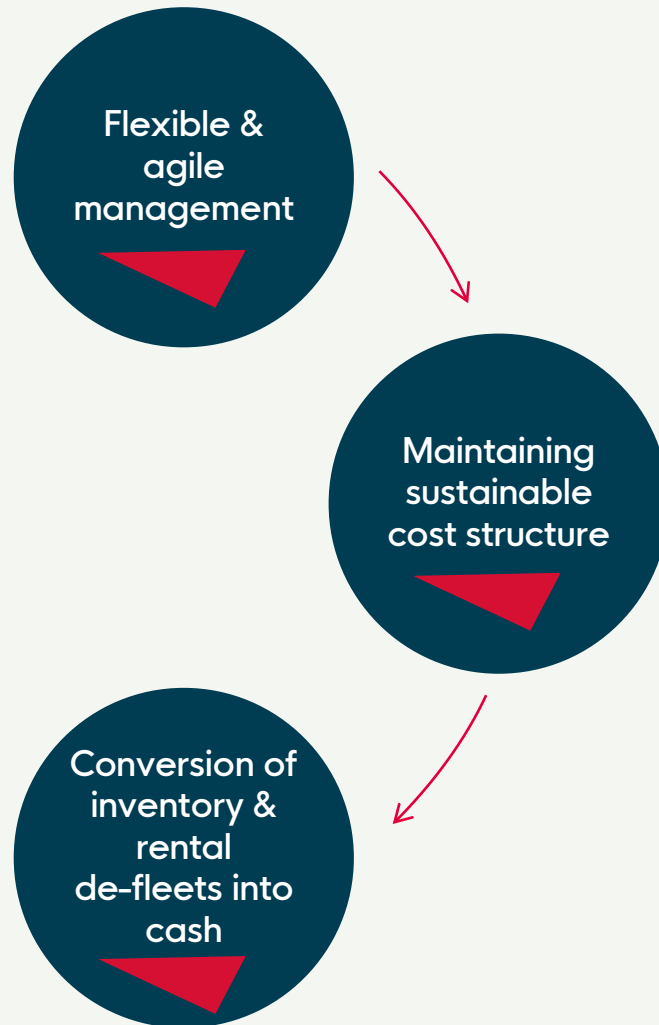 Flexible &
agile
management
Maintaining
sustainable
cost structure
Conversion of
inventory &
rental
de-fleets into
cash